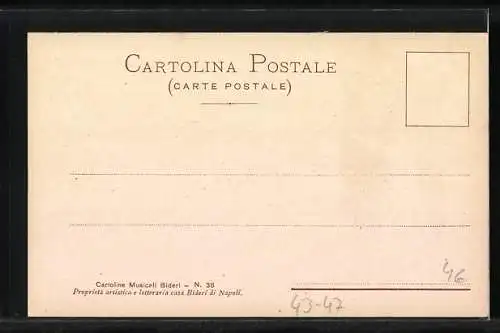 CARTOLINA POSTALE
(CARTE POSTALE)
Cartoline Musicali Bideri - N. 38
Proprietà artistica e letteraria casa Bideri di Napoli.
46
43-47